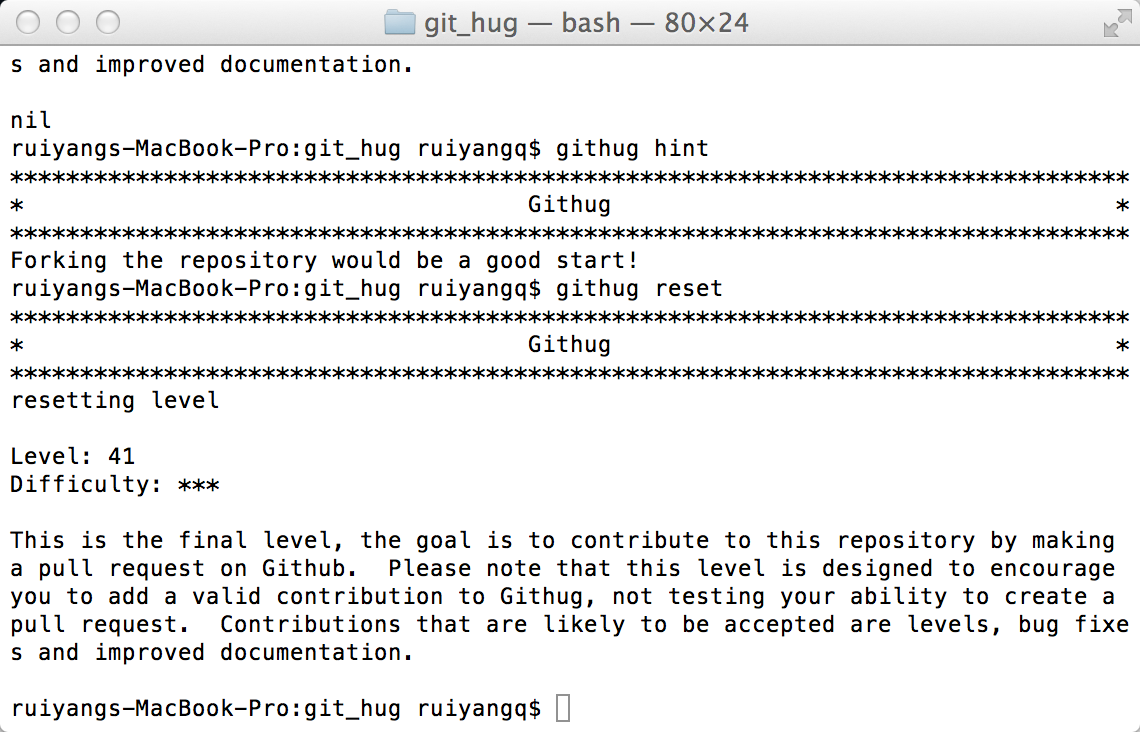 git_hug — bash — 80×24
s and improved documentation.
nil
ruiyangs-MacBook-Pro:git_hug ruiyangq$ githug hint
********************************************************************************
*                                     Githug                                    *
********************************************************************************
Forking the repository would be a good start!
ruiyangs-MacBook-Pro:git_hug ruiyangq$ githug reset
********************************************************************************
*                                     Githug                                    *
********************************************************************************
resetting level
Level: 41
Difficulty: ***
This is the final level, the goal is to contribute to this repository by making
a pull request on Github.  Please note that this level is designed to encourage
you to add a valid contribution to Githug, not testing your ability to create a
pull request.  Contributions that are likely to be accepted are levels, bug fixe
s and improved documentation.
ruiyangs-MacBook-Pro:git_hug ruiyangq$